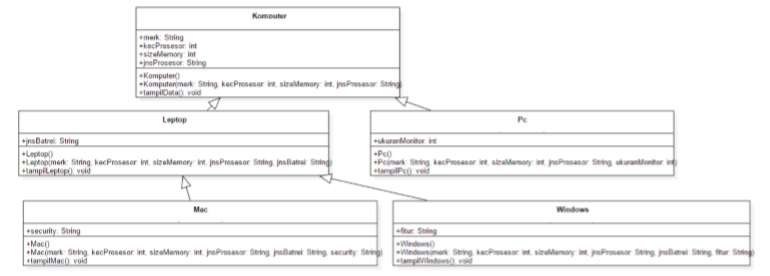 Komputer
+merk: String
+kecProsesor: int
+sizeMemory: int
+jnsProsesor: String
+Komputer()
+Komputer(merk: String, kecProsesor: int, sizeMemory: int, jnsProsesor: String)
+tampilData(): void
Leptop
+jnsBatrei: String
+Leptop()
+Leptop(merk: String, kecProsesor: int, sizeMemory: int, jnsProsesor: String, jnsBatrei: String)
+tampilLeptop(): void
Pc
+ukuranMonitor: int
+Pc()
+Pc(merk: String, kecProsesor: int, sizeMemory: int, jnsProsesor: String, ukuranMonitor: int)
+tampilPc(): void
Mac
+security: String
+Mac()
+Mac(merk: String, kecProsesor: int, sizeMemory: int, jnsProsesor: String, jnsBatrei: String, security: String)
+tampilMac(): void
Windows
+fitur: String
+Windows()
+Windows(merk: String, kecProsesor: int, sizeMemory: int, jnsProsesor: String, jnsBatrei: String, fitur: String)
+tampilWindows(): void